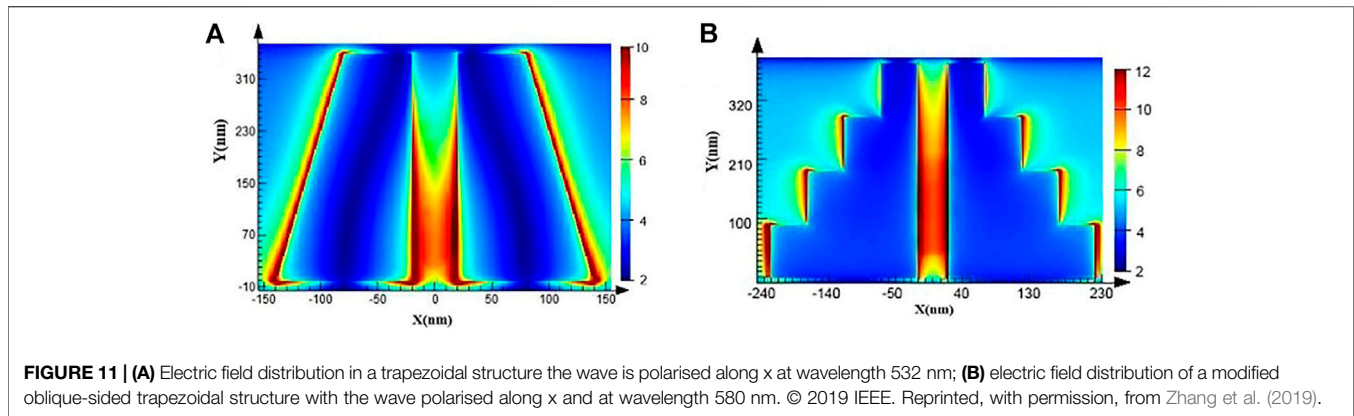 A
310
230
150
70
-10
Y(nm)
-150 -100 -50 0 50 100 150
X(nm)
10
8
6
4
2
B
320
210
100
Y(nm)
-240 -140 -50 40 130 230
X(nm)
12
10
8
6
4
2
FIGURE 11 | (A) Electric field distribution in a trapezoidal structure the wave is polarised along x at wavelength 532 nm; (B) electric field distribution of a modified
oblique-sided trapezoidal structure with the wave polarised along x and at wavelength 580 nm. © 2019 IEEE. Reprinted, with permission, from Zhang et al. (2019).